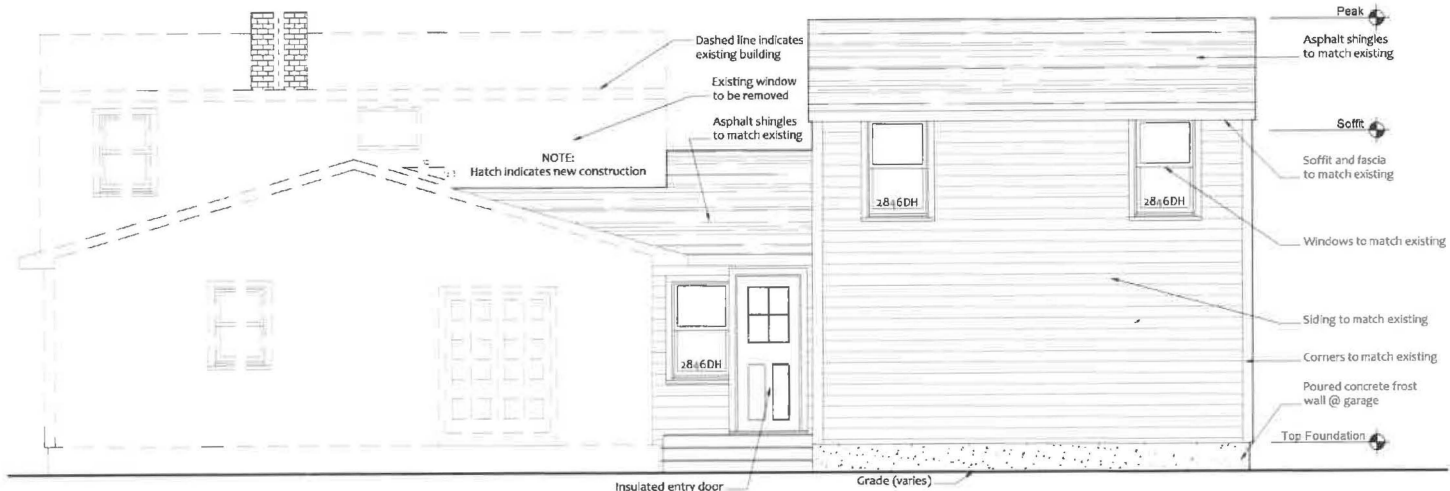 Peak
Dashed line indicates
existing building
Asphalt shingles
to match existing
Existing window
to be removed
Asphalt shingles
to match existing
Soffit
NOTE:
Hatch indicates new construction
Soffit and fascia
to match existing
2846DH
2846DH
Windows to match existing
Siding to match existing
2846DH
Corners to match existing
Poured concrete frost
wall @ garage
Top Foundation
Insulated entry door
Grade (varies)